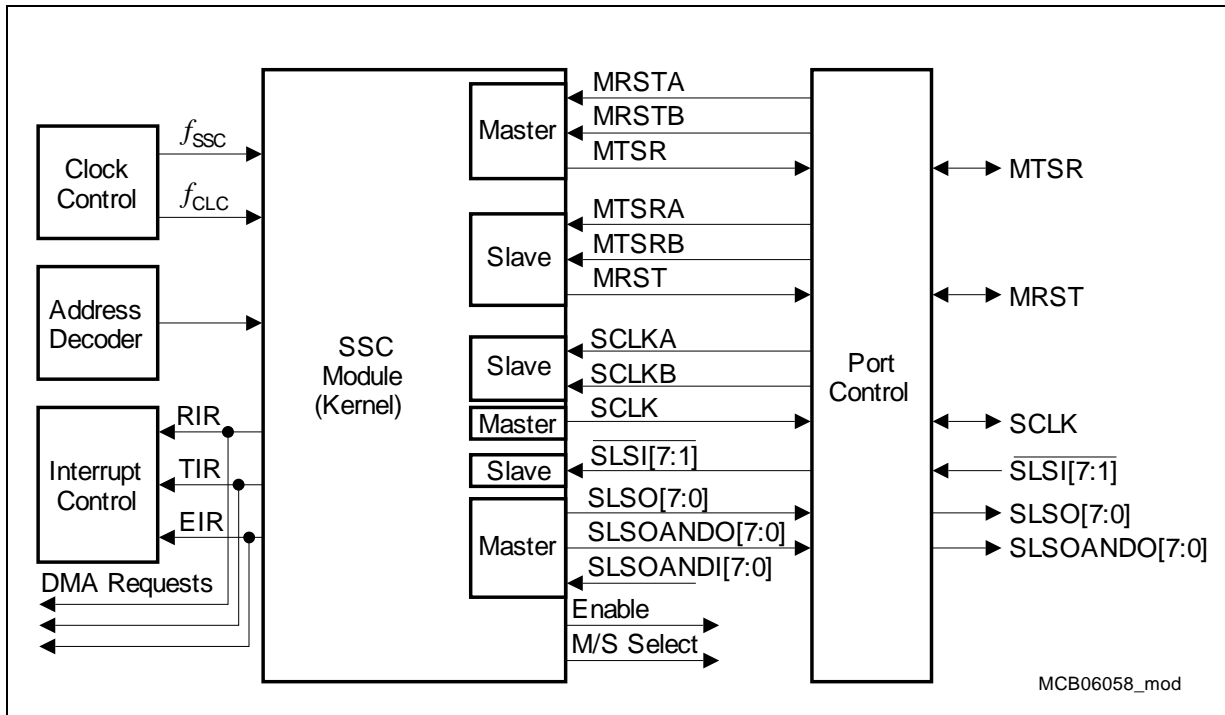 Clock
Control
fSSC
fCLC
Address
Decoder
Interrupt
Control
RIR
TIR
EIR
DMA Requests
SSC
Module
(Kernel)
Master
Slave
Slave
Master
Slave
Master
MRSTA
MRSTB
MTSR
MTSRA
MTSRB
MRST
SCLKA
SCLKB
SCLK
SLSI[7:1]
SLSO[7:0]
SLSOANDO[7:0]
SLSOANDI[7:0]
Enable
M/S Select
Port
Control
MTSR
MRST
SCLK
SLSI[7:1]
SLSO[7:0]
SLSOANDO[7:0]
MCB06058_mod